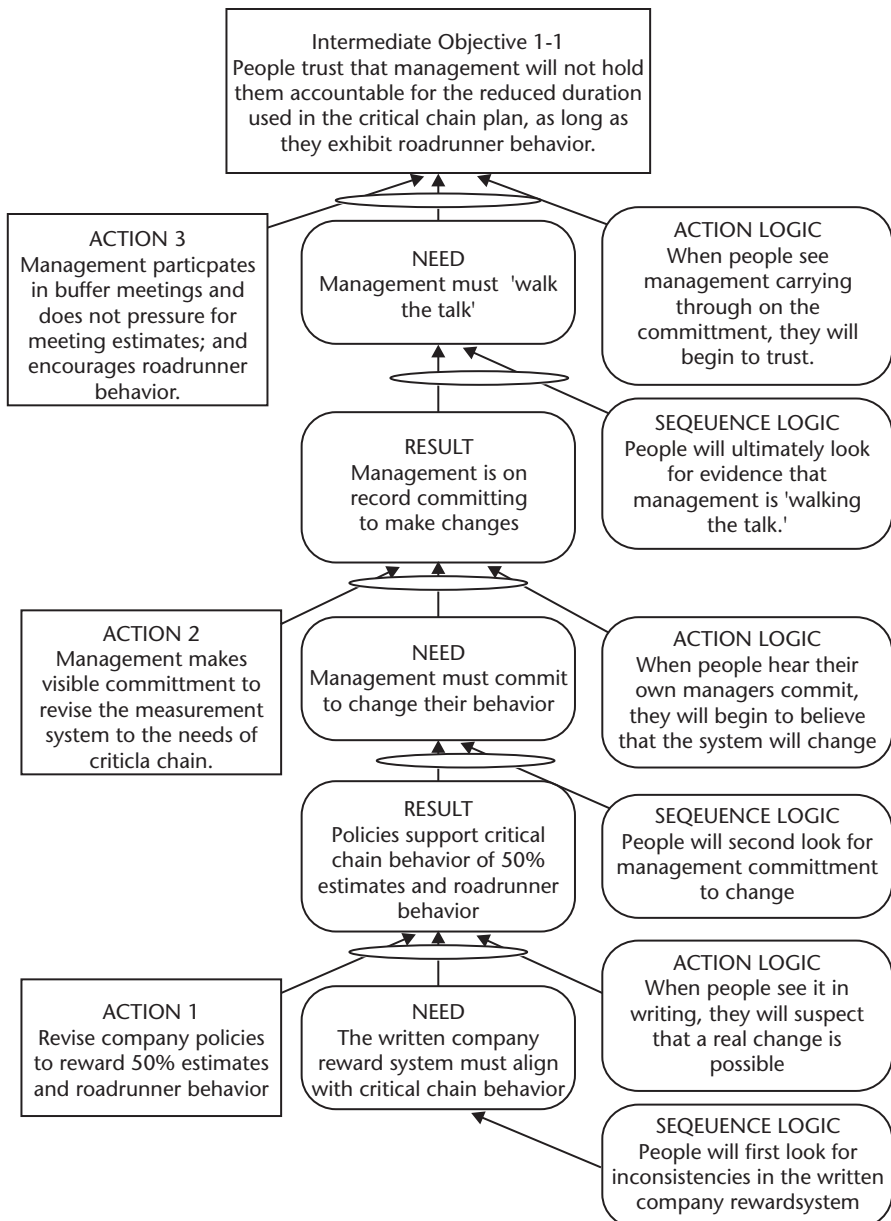 Intermediate Objective 1-1
People trust that management will not hold
them accountable for the reduced duration
used in the critical chain plan, as long as
they exhibit roadrunner behavior.
ACTION 3
Management particpates
in buffer meetings and
does not pressure for
meeting estimates; and
encourages roadrunner
behavior.
NEED
Management must 'walk
the talk'
ACTION LOGIC
When people see
management carrying
through on the
committment, they will
begin to trust.
RESULT
Management is on
record committing
to make changes
SEQEUENCE LOGIC
People will ultimately look
for evidence that
management is 'walking
the talk.'
ACTION 2
Management makes
visible committment to
revise the measurement
system to the needs of
criticla chain.
NEED
Management must commit
to change their behavior
ACTION LOGIC
When people hear their
own managers commit,
they will begin to believe
that the system will change
RESULT
Policies support critical
chain behavior of 50%
estimates and roadrunner
behavior
SEQEUENCE LOGIC
People will second look for
management committment
to change
ACTION 1
Revise company policies
to reward 50% estimates
and roadrunner behavior
NEED
The written company
reward system must align
with critical chain behavior
ACTION LOGIC
When people see it in
writing, they will suspect
that a real change is
possible
SEQEUENCE LOGIC
People will first look for
inconsistencies in the written
company rewardsystem